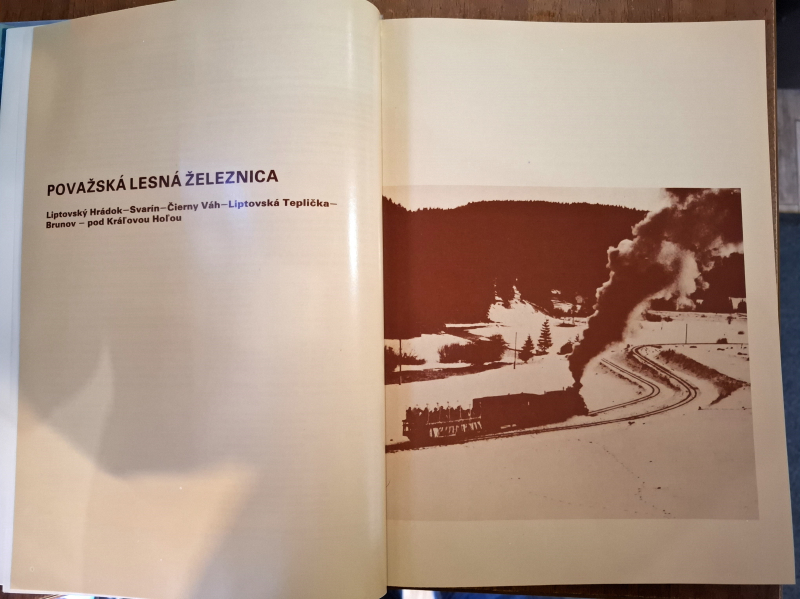 POVAŽSKÁ LESNÁ ŽELEZNICA
Liptovský Hrádok–Svarín–Čierny Váh–Liptovská Teplička–
Brunov – pod Kráľovou Hoľou